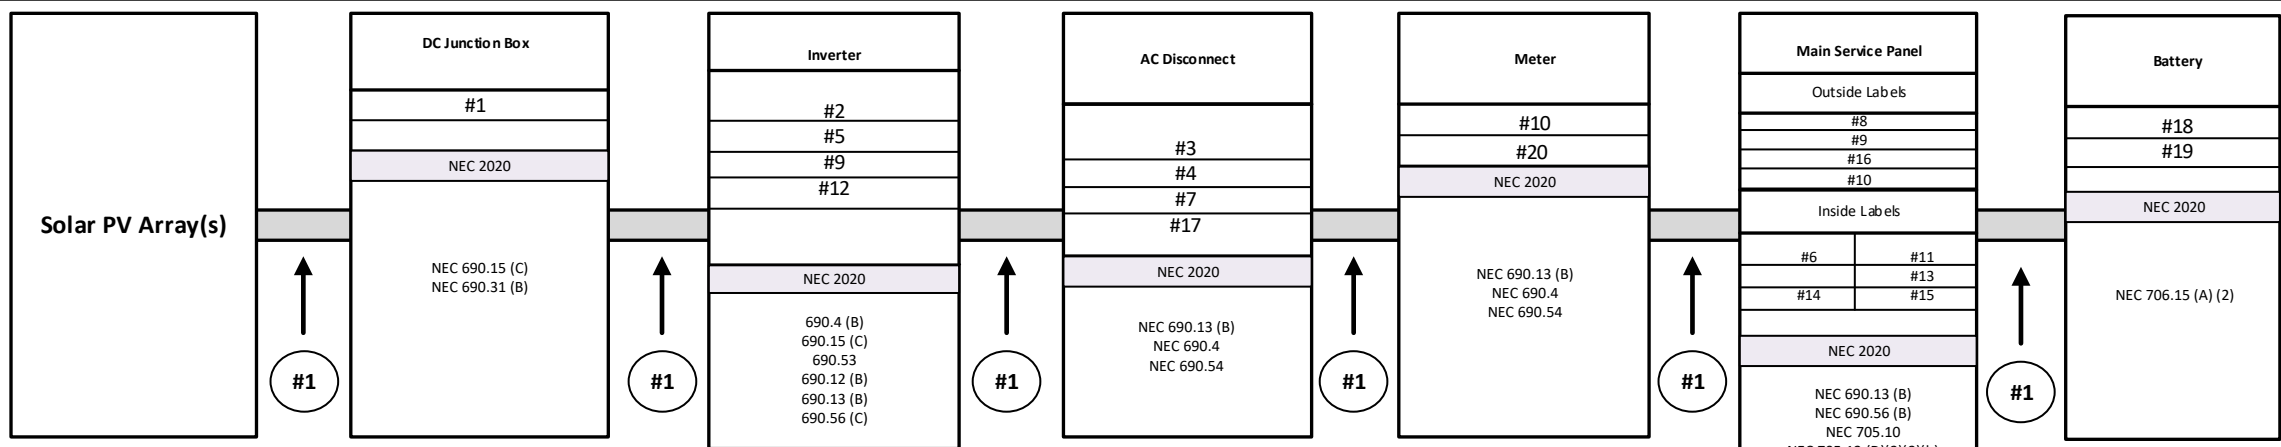 Solar PV Array(s)
#1
DC Junction Box
#1
NEC 2020
NEC 690.15 (C)
NEC 690.31 (B)
#1
Inverter
#2
#5
#9
#12
NEC 2020
690.4 (B)
690.15 (C)
690.53
690.12 (B)
690.13 (B)
690.56 (C)
#1
AC Disconnect
#3
#4
#7
#17
NEC 2020
NEC 690.13 (B)
NEC 690.4
NEC 690.54
#1
Meter
#10
#20
NEC 2020
NEC 690.13 (B)
NEC 690.4
NEC 690.54
#1
Main Service Panel
Outside Labels
#8
#9
#16
#10
Inside Labels
#6 #11
#13
#14 #15
NEC 2020
NEC 690.13 (B)
NEC 690.56 (B)
NEC 705.10
#1
Battery
#18
#19
NEC 2020
NEC 706.15 (A) (2)